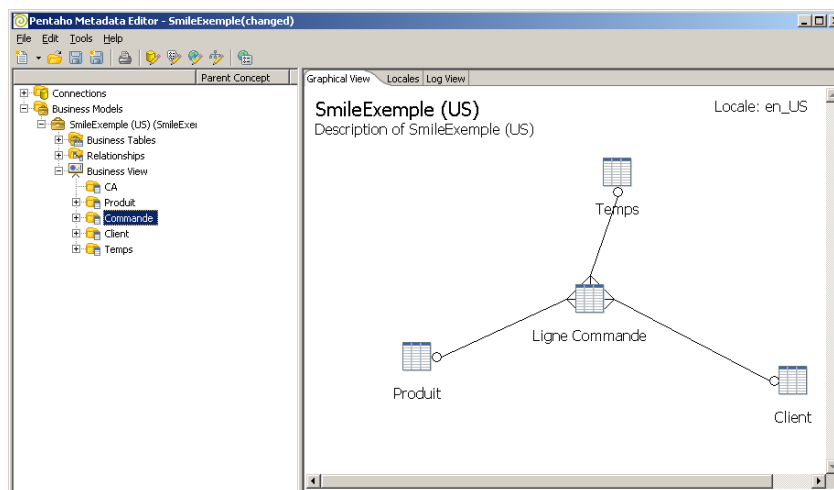 Pentaho Metadata Editor - SmileExemple(changed)
File Edit Tools Help
Parent Concept
Graphical View Locales Log View
Connections
Business Models
SmileExemple (US) (SmileExer
Business Tables
Relationships
Business View
CA
Produit
Commande
Client
Temps
SmileExemple (US)
Locale: en_US
Description of SmileExemple (US)
Temps
Ligne Commande
Produit
Client